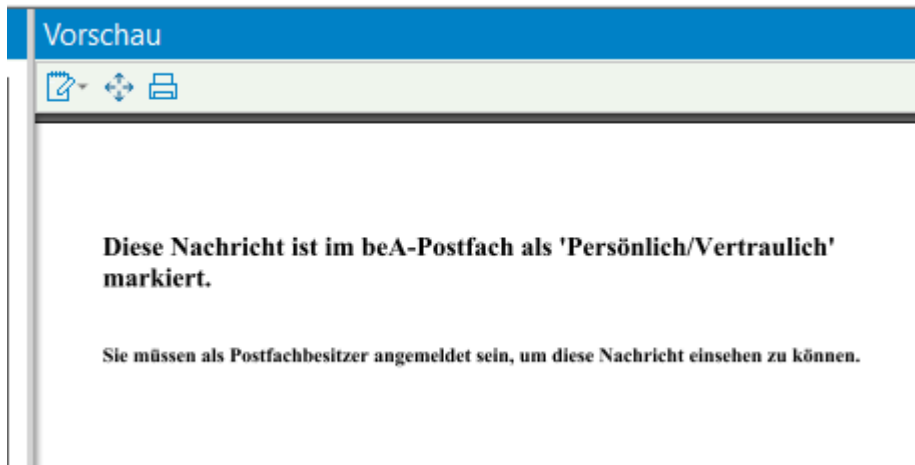 Vorschau
Diese Nachricht ist im beA-Postfach als 'Persönlich/Vertraulich'
markiert.
Sie müssen als Postfachbesitzer angemeldet sein, um diese Nachricht einsehen zu können.